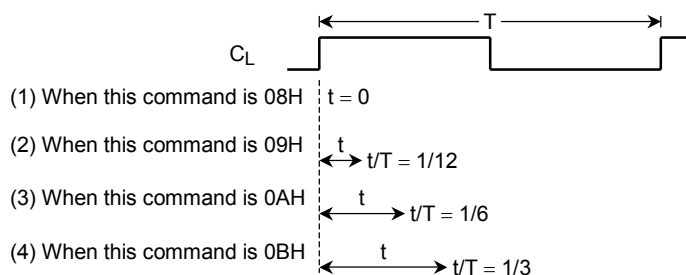 T
CL
(1) When this command is 08H t = 0
(2) When this command is 09H t t/T = 1/12
(3) When this command is 0AH t t/T = 1/6
(4) When this command is 0BH t t/T = 1/3